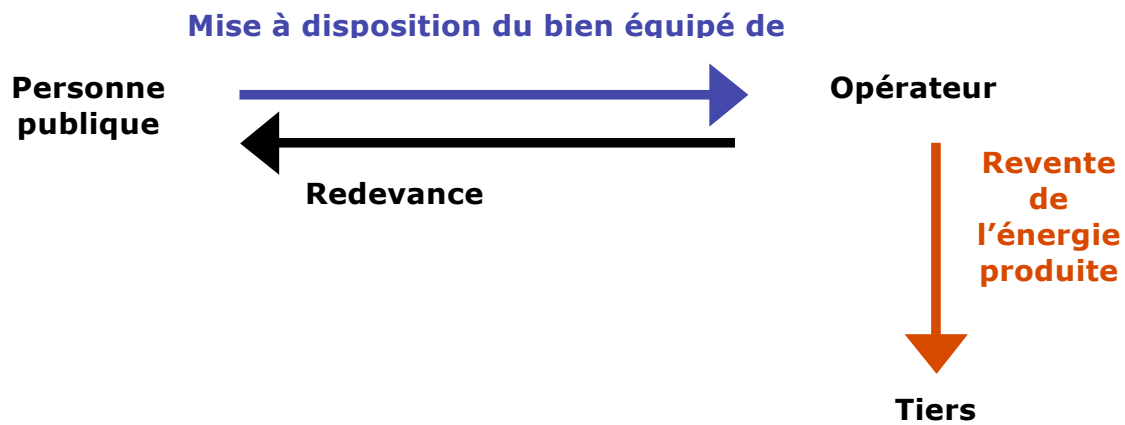 Mise à disposition du bien équipé de
Personne
publique
Opérateur
Redevance
Revente
de
l’énergie
produite
Tiers